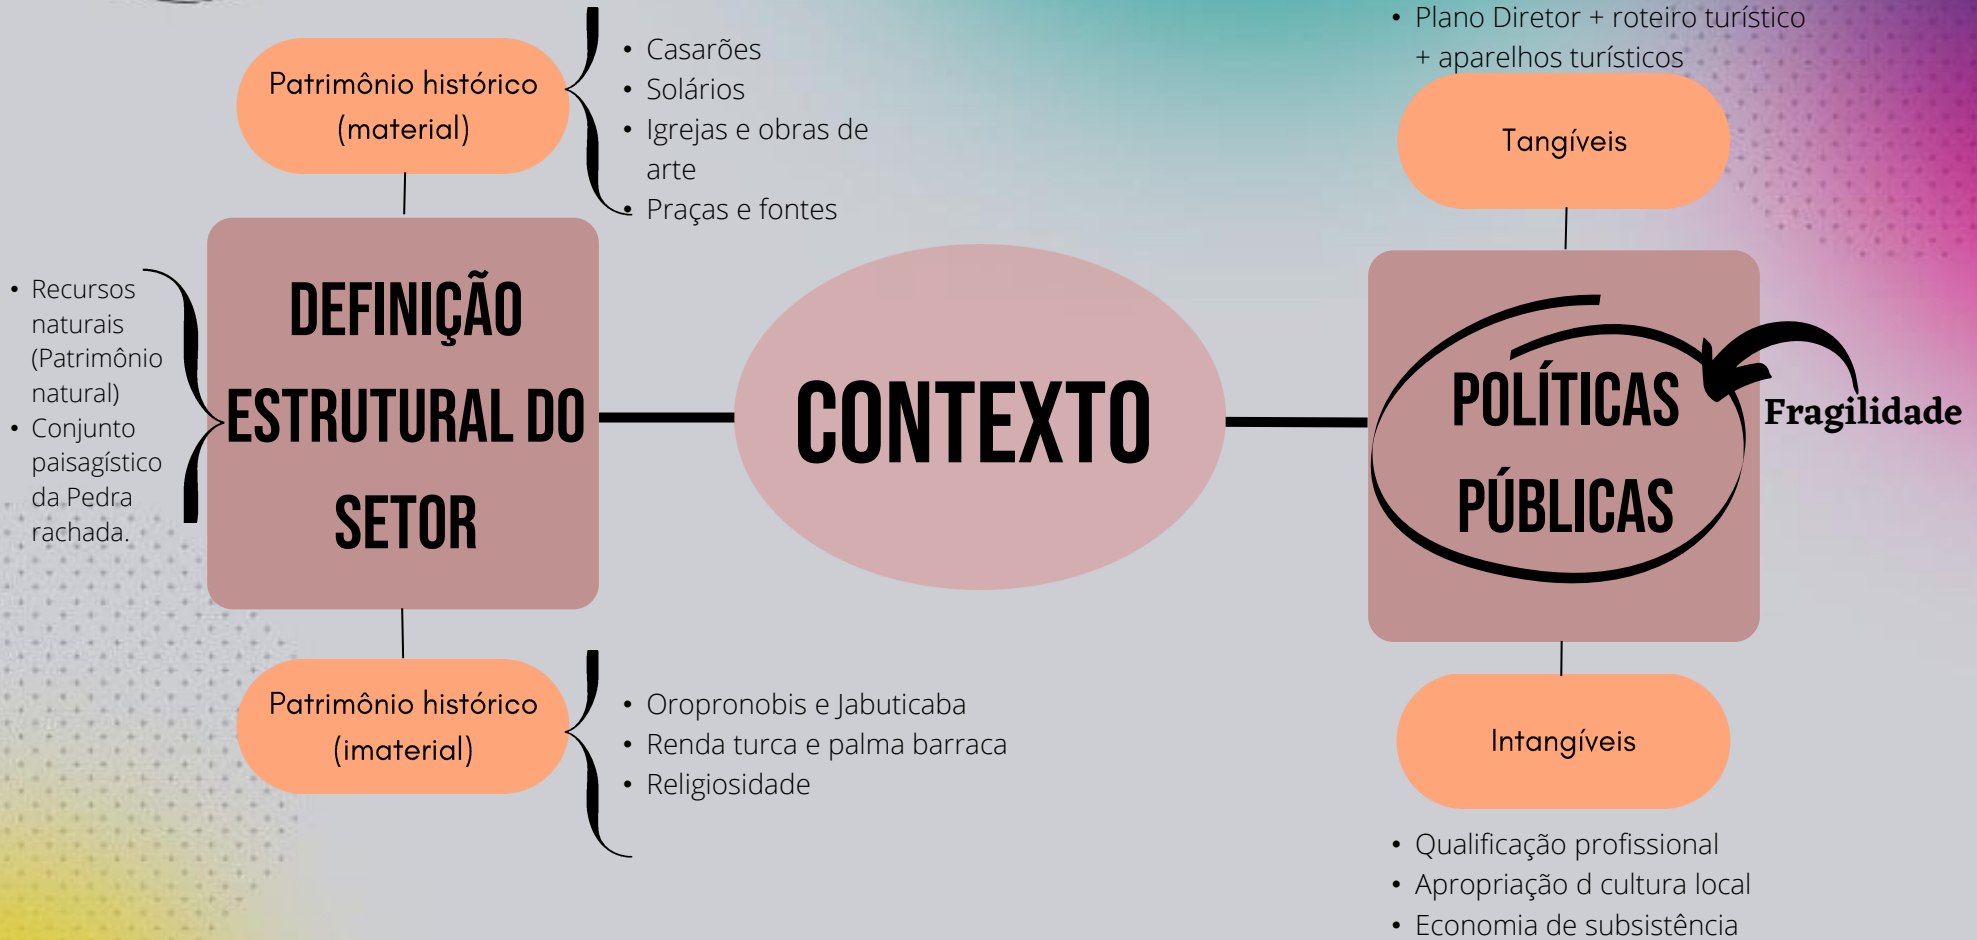 Patrimônio histórico
(material)
• Casarões
• Solários
• Igrejas e obras de
arte
• Praças e fontes
• Recursos
naturais
(Patrimônio
natural)
• Conjunto
paisagístico
da Pedra
rachada.
DEFINIÇÃO
ESTRUTURAL DO
SETOR
Patrimônio histórico
(imaterial)
• Oropronobis e Jabuticaba
• Renda turca e palma barraca
• Religiosidade
CONTEXTO
• Plano Diretor + roteiro turístico
+ aparelhos turísticos
Tangíveis
POLÍTICAS
PÚBLICAS
Fragilidade
Intangíveis
• Qualificação profissional
• Apropriação d cultura local
• Economia de subsistência